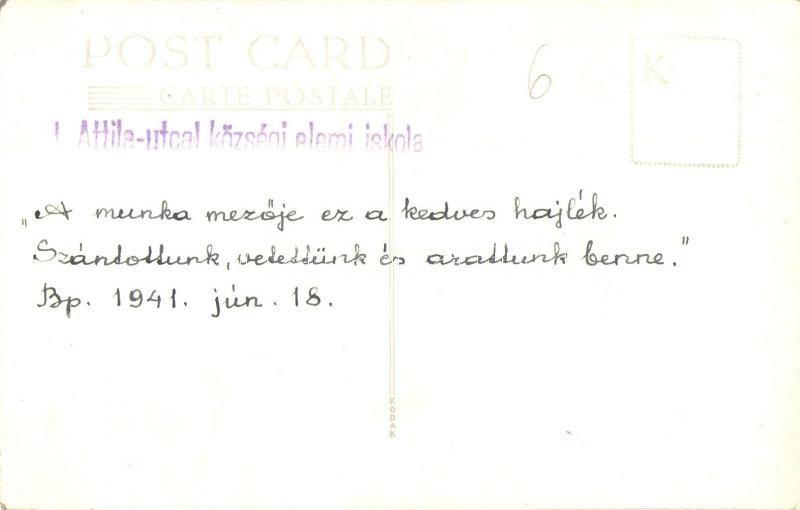 POST CARD
CARTE POSTALE
6
K
I. Attila-utcai községi elemi iskola
„A munka mezője ez a kedves hajlék.
Szántottunk, vetettünk és arattunk benne."
Bp. 1941. jún. 18.
KODAK